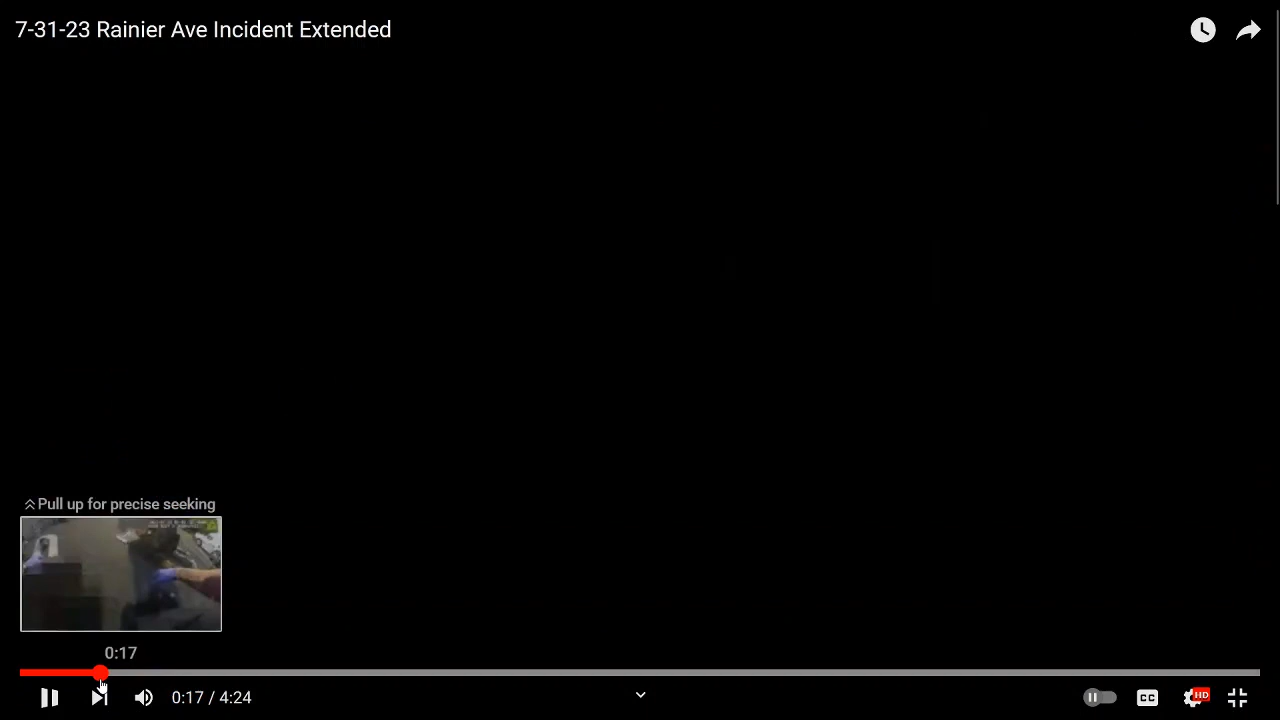 7-31-23 Rainier Ave Incident Extended
Pull up for precise seeking
0:17
0:17 / 4:24
CC
HD